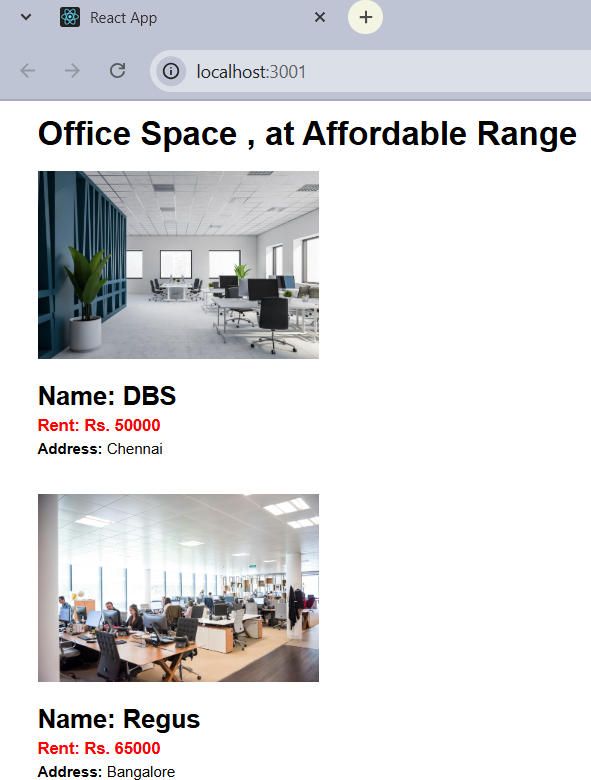 React App
localhost:3001
Office Space , at Affordable Range
Name: DBS
Rent: Rs. 50000
Address: Chennai
Name: Regus
Rent: Rs. 65000
Address: Bangalore